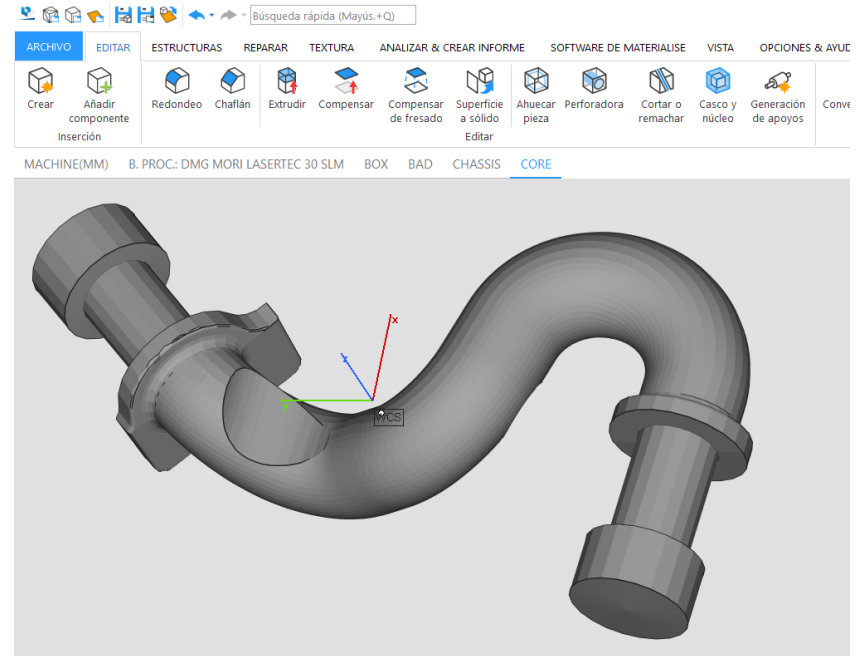 Búsqueda rápida (Mayús.+Q)
ARCHIVO EDITAR ESTRUCTURAS REPARAR TEXTURA ANALIZAR & CREAR INFORME SOFTWARE DE MATERIALISE VISTA OPCIONES & AYUD
Crear Añadir Redondeo Chaflán Extrudir Compensar Compensar Superficie Ahuecar Perforadora Cortar o Casco y Generación Conve
componente de fresado a sólido pieza remachar núcleo de apoyos
Inserción Editar
MACHINE(MM) B. PROC.: DMG MORI LASERTEC 30 SLM BOX BAD CHASSIS CORE
x
WCS